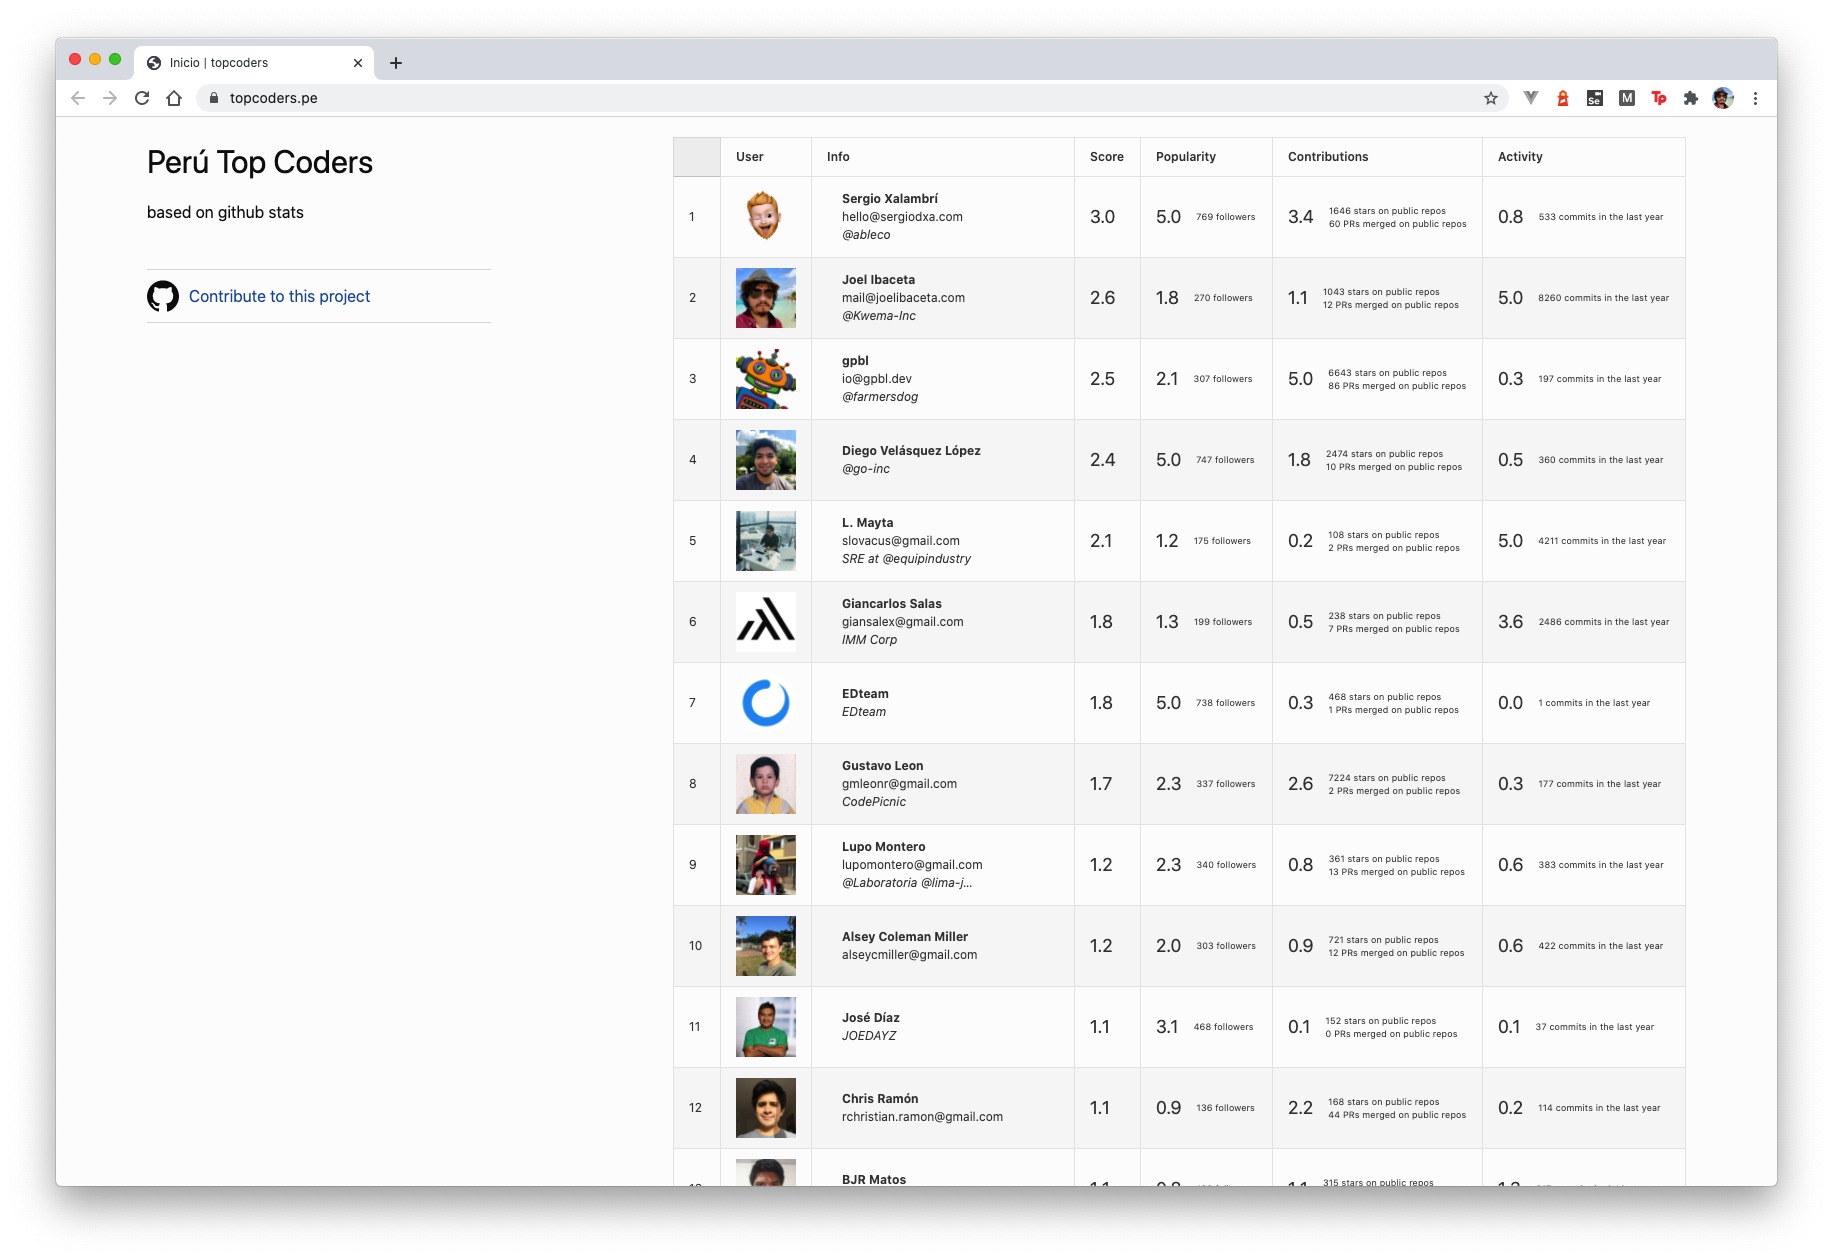 Inicio | topcoders
topcoders.pe
Se
M
Tp
Perú Top Coders
based on github stats
Contribute to this project
User Info Score Popularity Contributions Activity
1
Sergio Xalambrí
hello@sergiodxa.com
@ableco
3.0
5.0 769 followers
3.4
1646 stars on public repos
60 PRs merged on public repos
0.8 533 commits in the last year
2
Joel Ibaceta
mail@joelibaceta.com
@Kwema-Inc
2.6
1.8 270 followers
1.1
1043 stars on public repos
12 PRs merged on public repos
5.0 8260 commits in the last year
3
gpbl
io@gpbl.dev
@farmersdog
2.5
2.1 307 followers
5.0
6643 stars on public repos
86 PRs merged on public repos
0.3 197 commits in the last year
4
Diego Velásquez López
@go-inc
2.4
5.0 747 followers
1.8
2474 stars on public repos
10 PRs merged on public repos
0.5 360 commits in the last year
5
L. Mayta
slovacus@gmail.com
SRE at @equipindustry
2.1
1.2 175 followers
0.2
108 stars on public repos
2 PRs merged on public repos
5.0 4211 commits in the last year
6
Giancarlos Salas
giansalex@gmail.com
IMM Corp
1.8
1.3 199 followers
0.5
238 stars on public repos
7 PRs merged on public repos
3.6 2486 commits in the last year
7
EDteam
EDteam
1.8
5.0 738 followers
0.3
468 stars on public repos
1 PRs merged on public repos
0.0 1 commits in the last year
8
Gustavo Leon
gmleonr@gmail.com
CodePicnic
1.7
2.3 337 followers
2.6
7224 stars on public repos
2 PRs merged on public repos
0.3 177 commits in the last year
9
Lupo Montero
lupomontero@gmail.com
@Laboratoria @lima-j...
1.2
2.3 340 followers
0.8
361 stars on public repos
13 PRs merged on public repos
0.6 383 commits in the last year
10
Alsey Coleman Miller
alseycmiller@gmail.com
1.2
2.0 303 followers
0.9
721 stars on public repos
12 PRs merged on public repos
0.6 422 commits in the last year
11
José Díaz
JOEDAYZ
1.1
3.1 468 followers
0.1
152 stars on public repos
0 PRs merged on public repos
0.1 37 commits in the last year
12
Chris Ramón
rchristian.ramon@gmail.com
1.1
0.9 136 followers
2.2
168 stars on public repos
44 PRs merged on public repos
0.2 114 commits in the last year
BJR Matos
315 stars on public repos